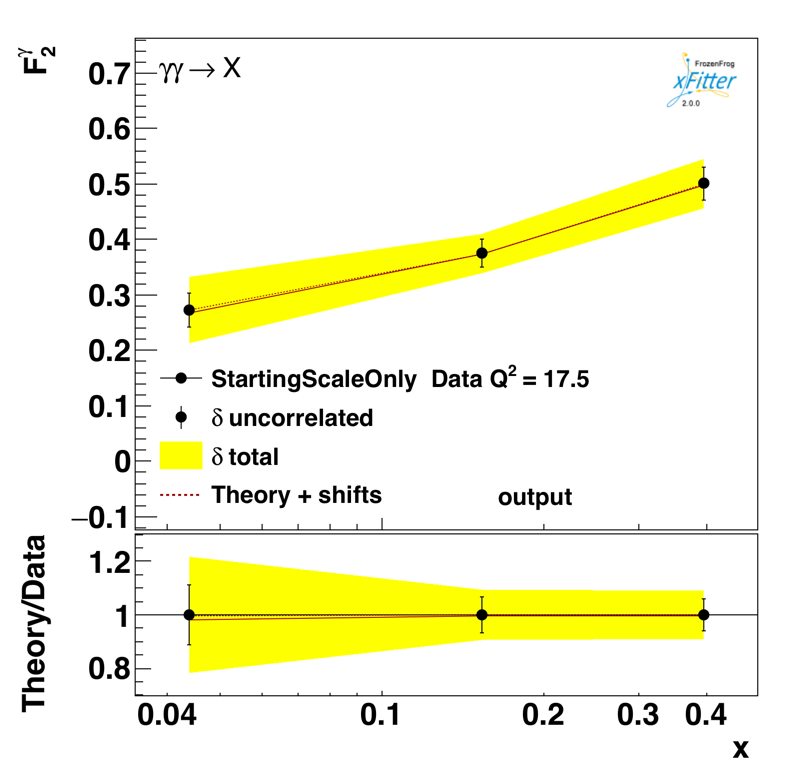 F₂^γ
γγ → X
FrozenFrog
xFitter
2.0.0
0.7
0.6
0.5
0.4
0.3
0.2
0.1
0
−0.1
StartingScaleOnly Data Q² = 17.5
δ uncorrelated
δ total
Theory + shifts
output
Theory/Data
1.2
1
0.8
0.04 0.1 0.2 0.3 0.4
x